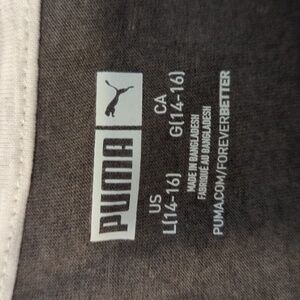 PUMA
US
L(14-16)
CA
G(14-16)
MADE IN BANGLADESH
FABRIQUÉ AU BANGLADESH
PUMA.COM/FOREVERBETTER